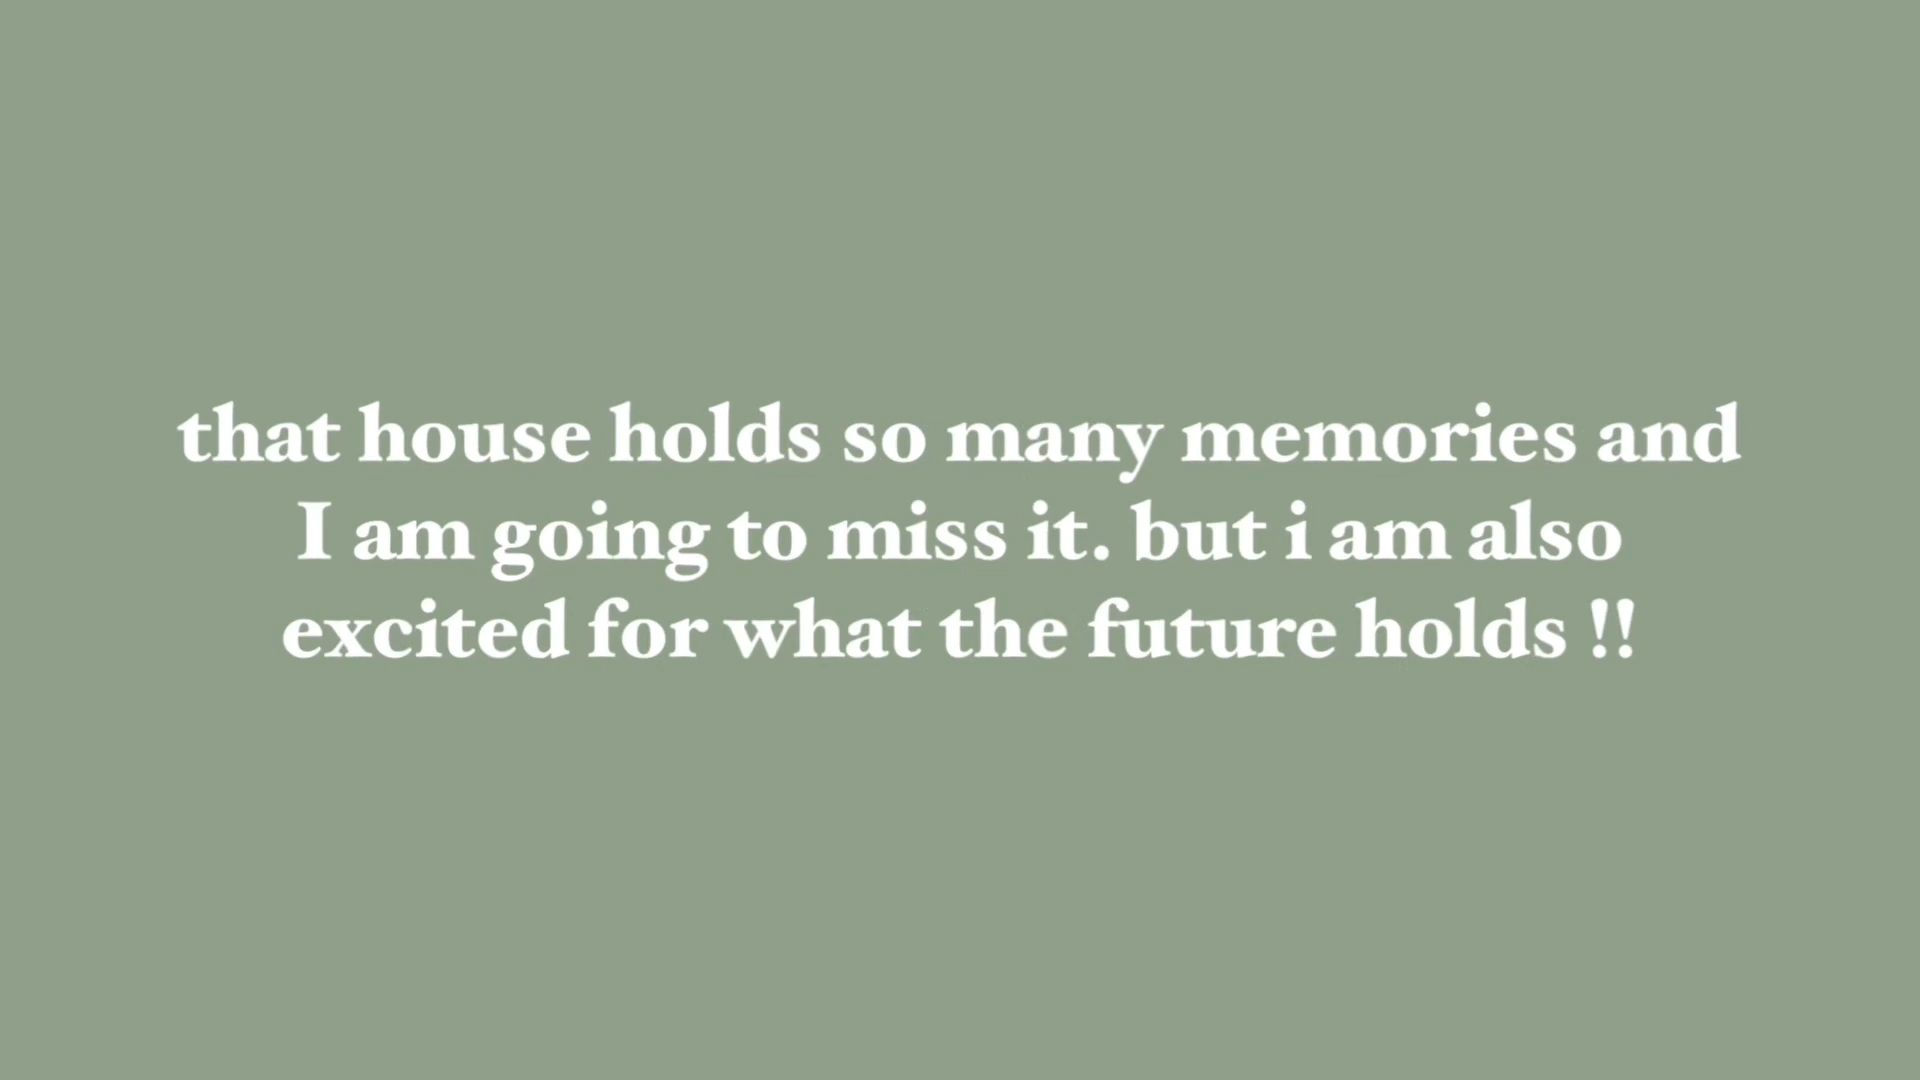 that house holds so many memories and
I am going to miss it. but i am also
excited for what the future holds !!